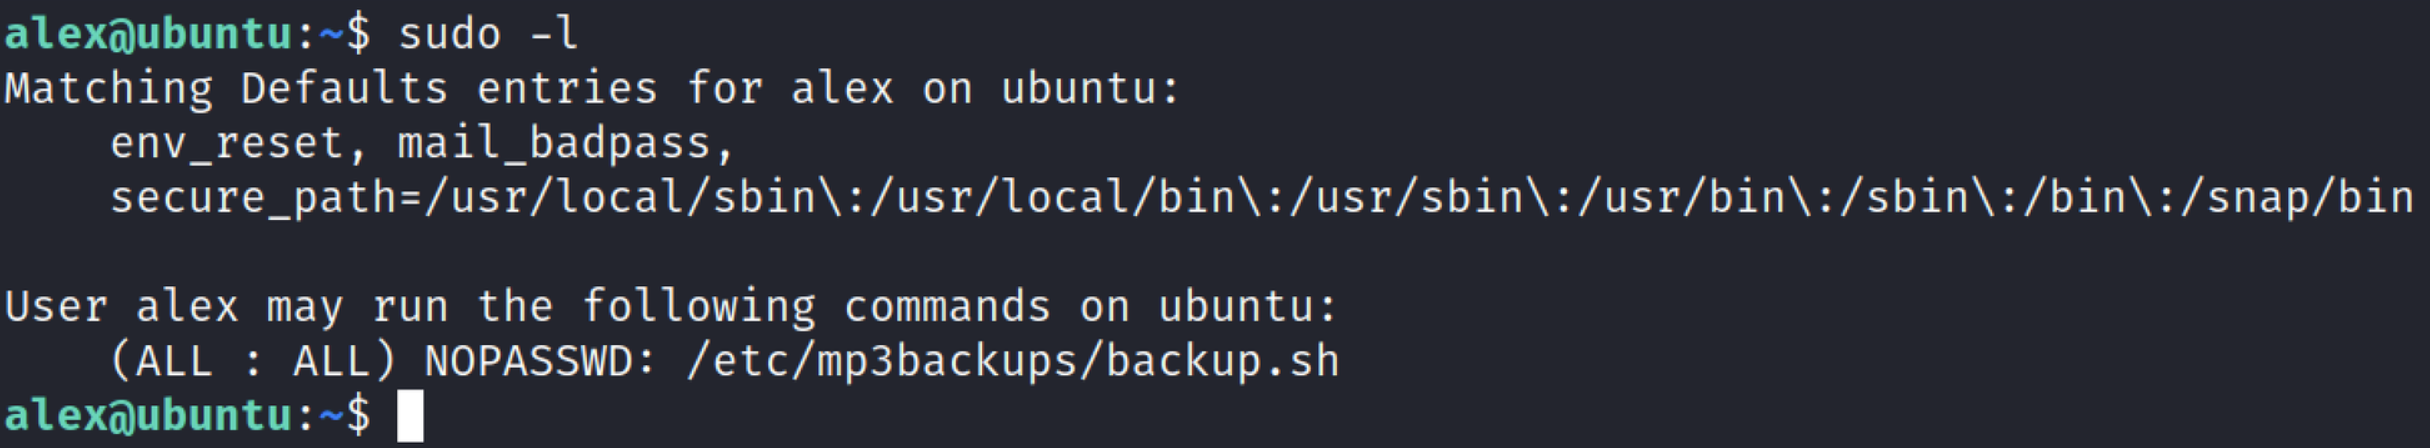 alex@ubuntu:~$ sudo -l
Matching Defaults entries for alex on ubuntu:
    env_reset, mail_badpass,
    secure_path=/usr/local/sbin\:/usr/local/bin\:/usr/sbin\:/usr/bin\:/sbin\:/bin\:/snap/bin

User alex may run the following commands on ubuntu:
    (ALL : ALL) NOPASSWD: /etc/mp3backups/backup.sh
alex@ubuntu:~$